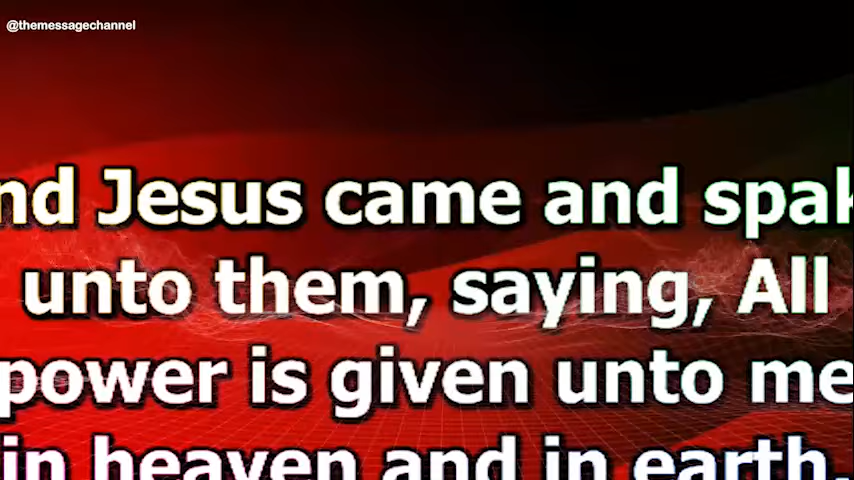 @themessagechannel
nd Jesus came and spak
unto them, saying, All
power is given unto me
in heaven and in earth.